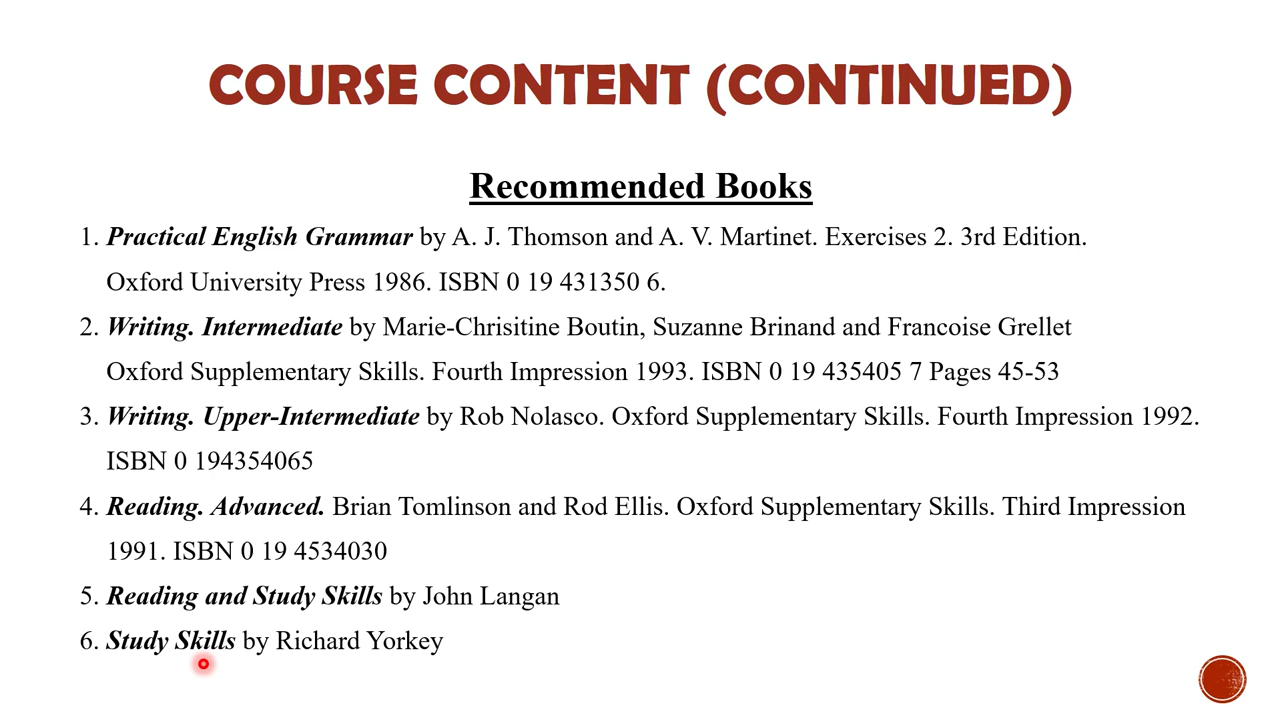 COURSE CONTENT (CONTINUED)
Recommended Books
1. Practical English Grammar by A. J. Thomson and A. V. Martinet. Exercises 2. 3rd Edition.
Oxford University Press 1986. ISBN 0 19 431350 6.
2. Writing. Intermediate by Marie-Chrisitine Boutin, Suzanne Brinand and Francoise Grellet
Oxford Supplementary Skills. Fourth Impression 1993. ISBN 0 19 435405 7 Pages 45-53
3. Writing. Upper-Intermediate by Rob Nolasco. Oxford Supplementary Skills. Fourth Impression 1992.
ISBN 0 194354065
4. Reading. Advanced. Brian Tomlinson and Rod Ellis. Oxford Supplementary Skills. Third Impression
1991. ISBN 0 19 4534030
5. Reading and Study Skills by John Langan
6. Study Skills by Richard Yorkey